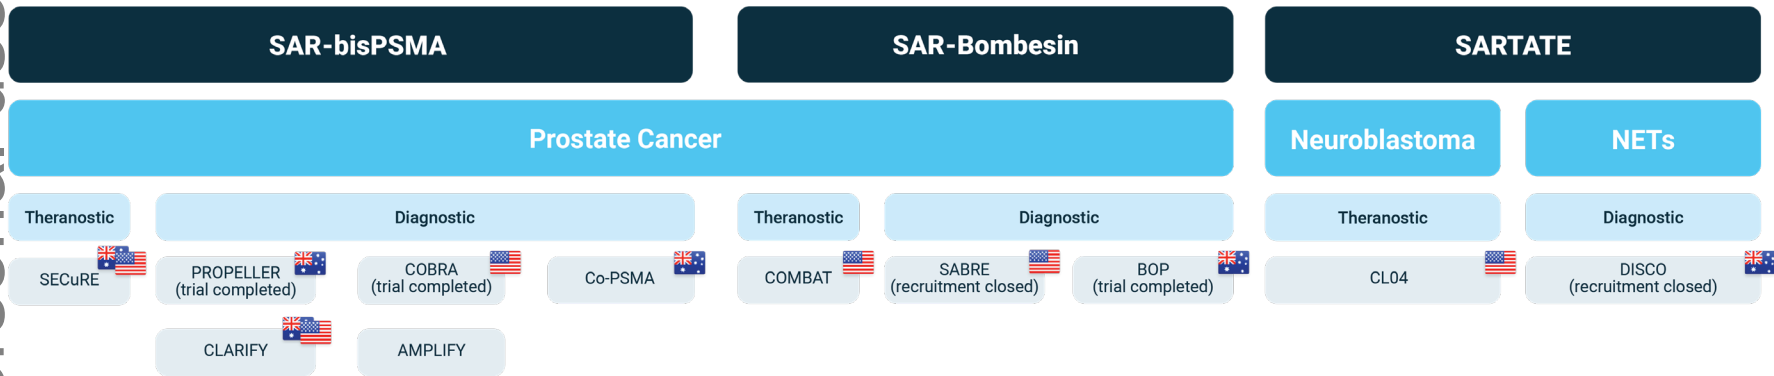 SAR-bisPSMA
SAR-Bombesin
SARTATE
Prostate Cancer
Neuroblastoma
NETs
Theranostic
Diagnostic
Theranostic
Diagnostic
Theranostic
Diagnostic
SECuRE
PROPELLER
(trial completed)
COBRA
(trial completed)
Co-PSMA
COMBAT
SABRE
(recruitment closed)
BOP
(trial completed)
CL04
DISCO
(recruitment closed)
CLARIFY
AMPLIFY